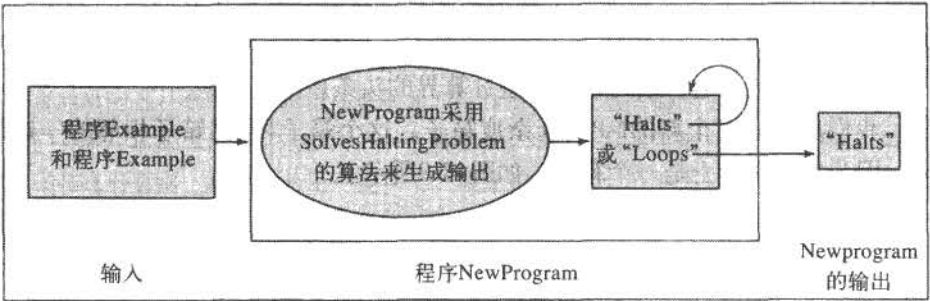 程序Example
和程序Example
NewProgram采用
SolvesHaltingProblem
的算法来生成输出
“Halts”
或“Loops”
“Halts”
输入
程序NewProgram
Newprogram
的输出